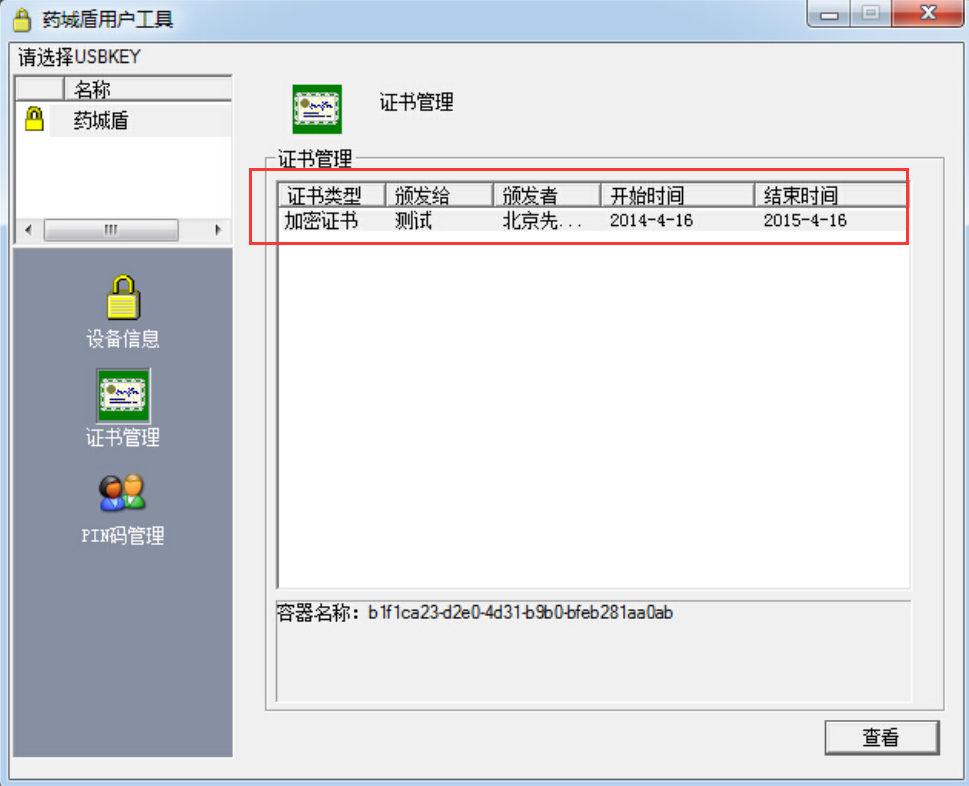 药城盾用户工具
请选择USBKEY
名称
药城盾
设备信息
证书管理
PIN码管理
证书管理
证书管理
证书类型 颁发给 颁发者 开始时间 结束时间
加密证书 测试 北京先... 2014-4-16 2015-4-16
容器名称：b1f1ca23-d2e0-4d31-b9b0-bfeb281aa0ab
查看